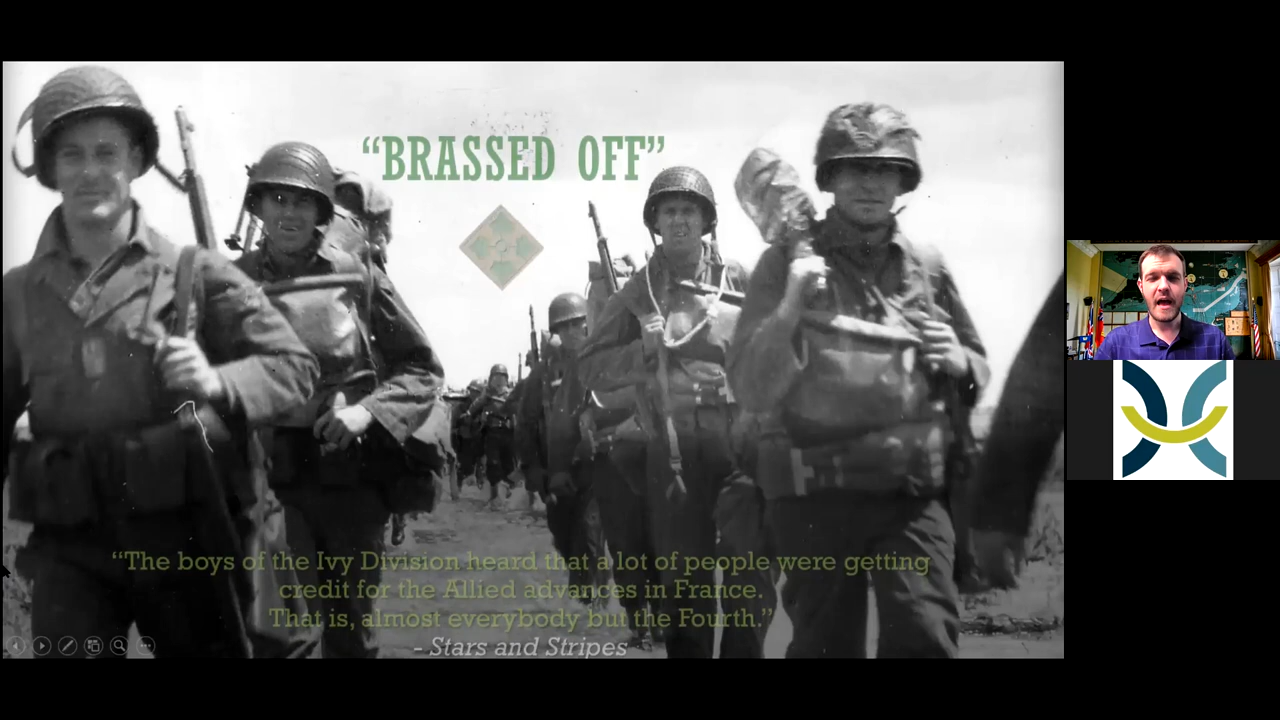 “BRASSED OFF”
“The boys of the Ivy Division heard that a lot of people were getting
credit for the Allied advances in France.
That is, almost everybody but the Fourth.”
- Stars and Stripes